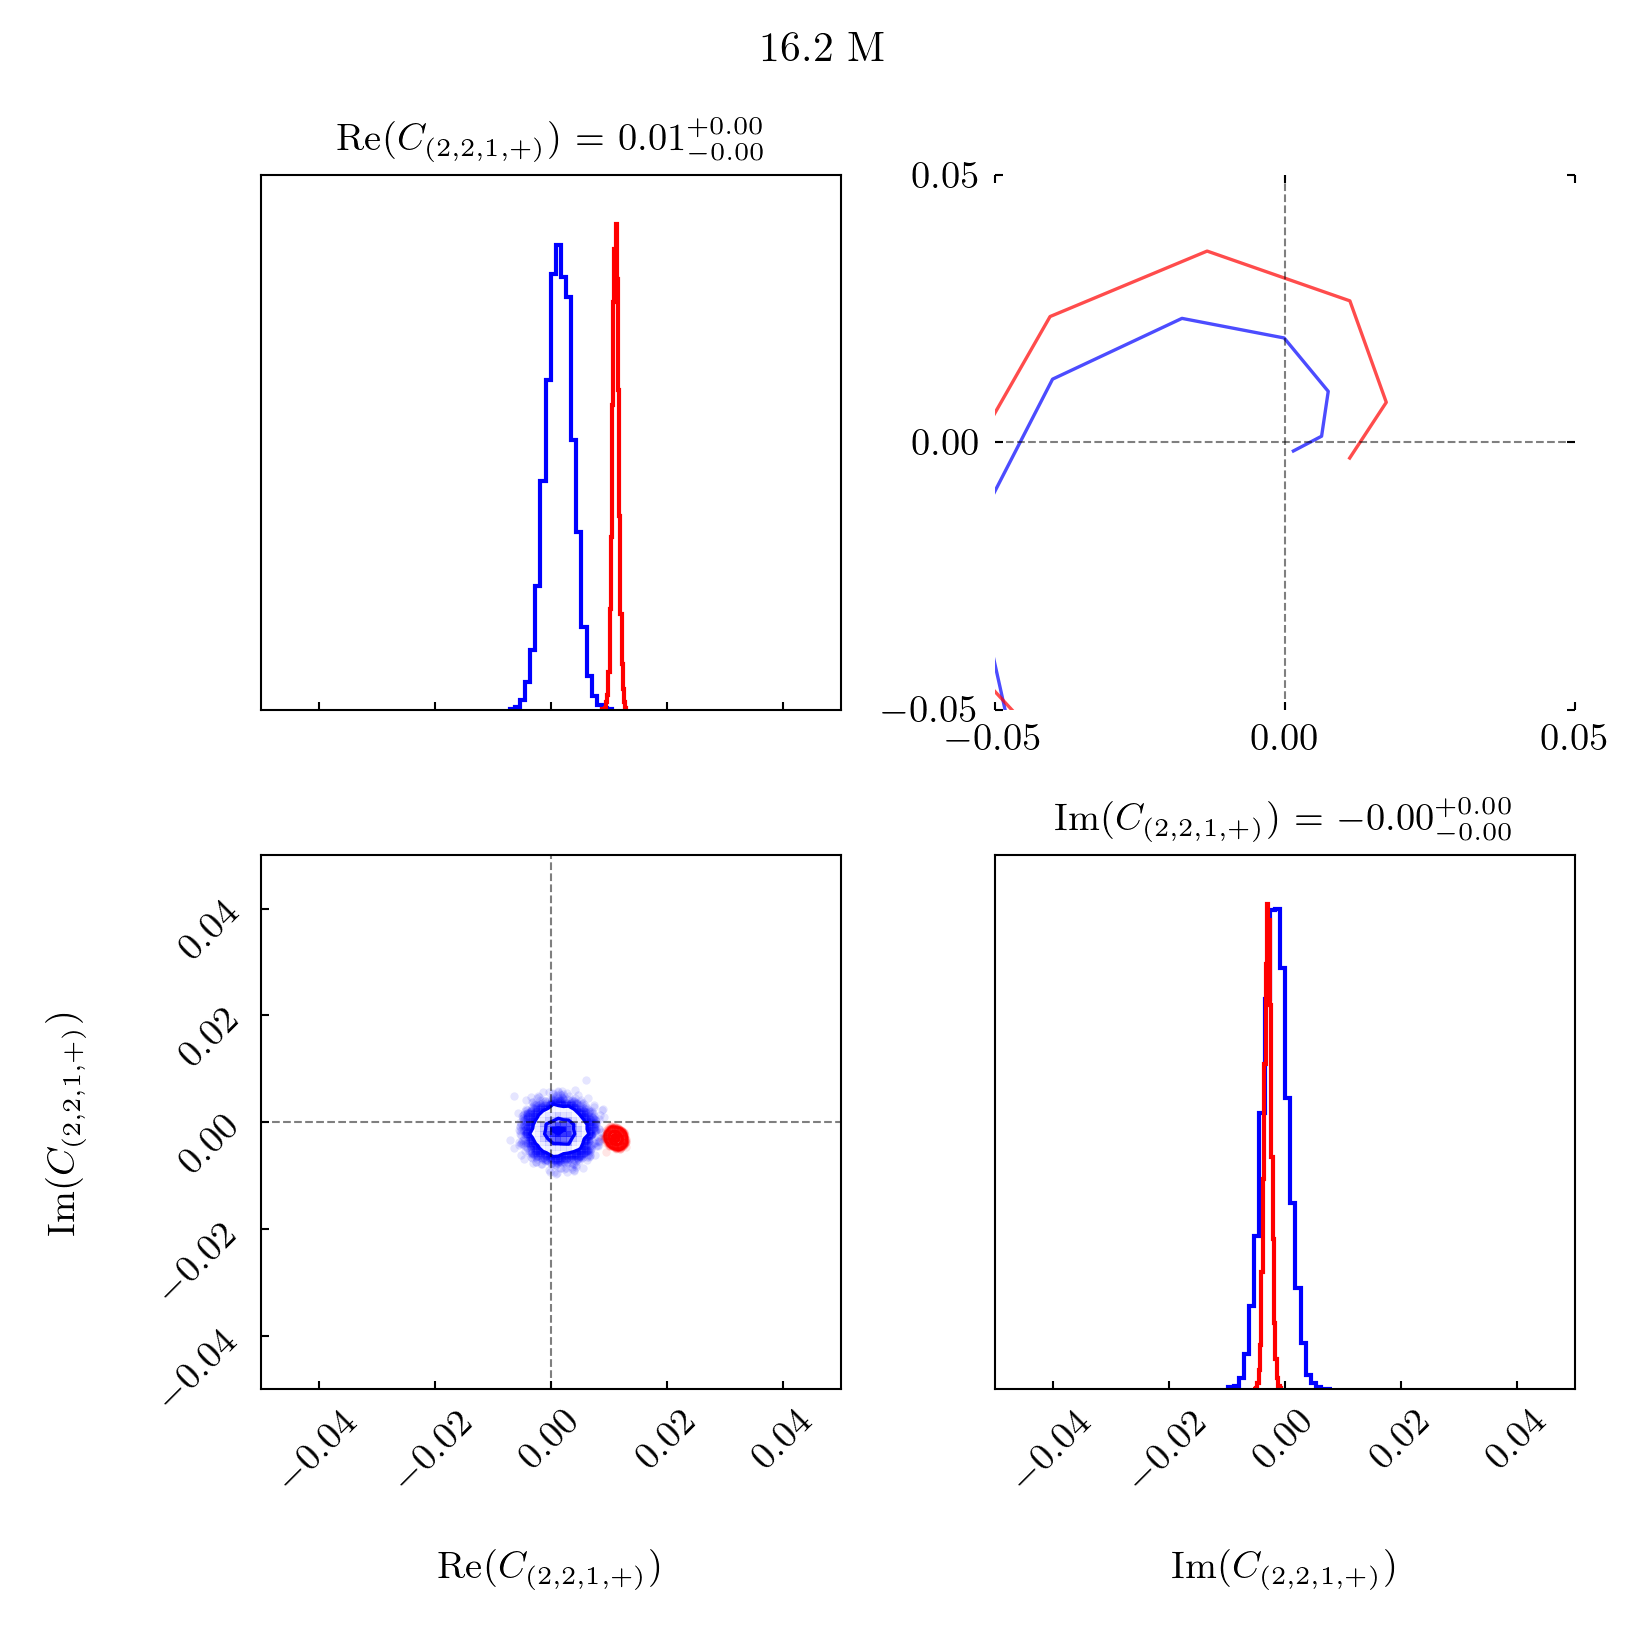 16.2 M
Re(C_(2,2,1,+)) = 0.01^{+0.00}_{−0.00}
0.05
0.00
−0.05
−0.05 0.00 0.05
Im(C_(2,2,1,+)) = −0.00^{+0.00}_{−0.00}
Im(C_(2,2,1,+))
0.04
0.02
0.00
−0.02
−0.04
−0.04 −0.02 0.00 0.02 0.04
−0.04 −0.02 0.00 0.02 0.04
Re(C_(2,2,1,+))
Im(C_(2,2,1,+))